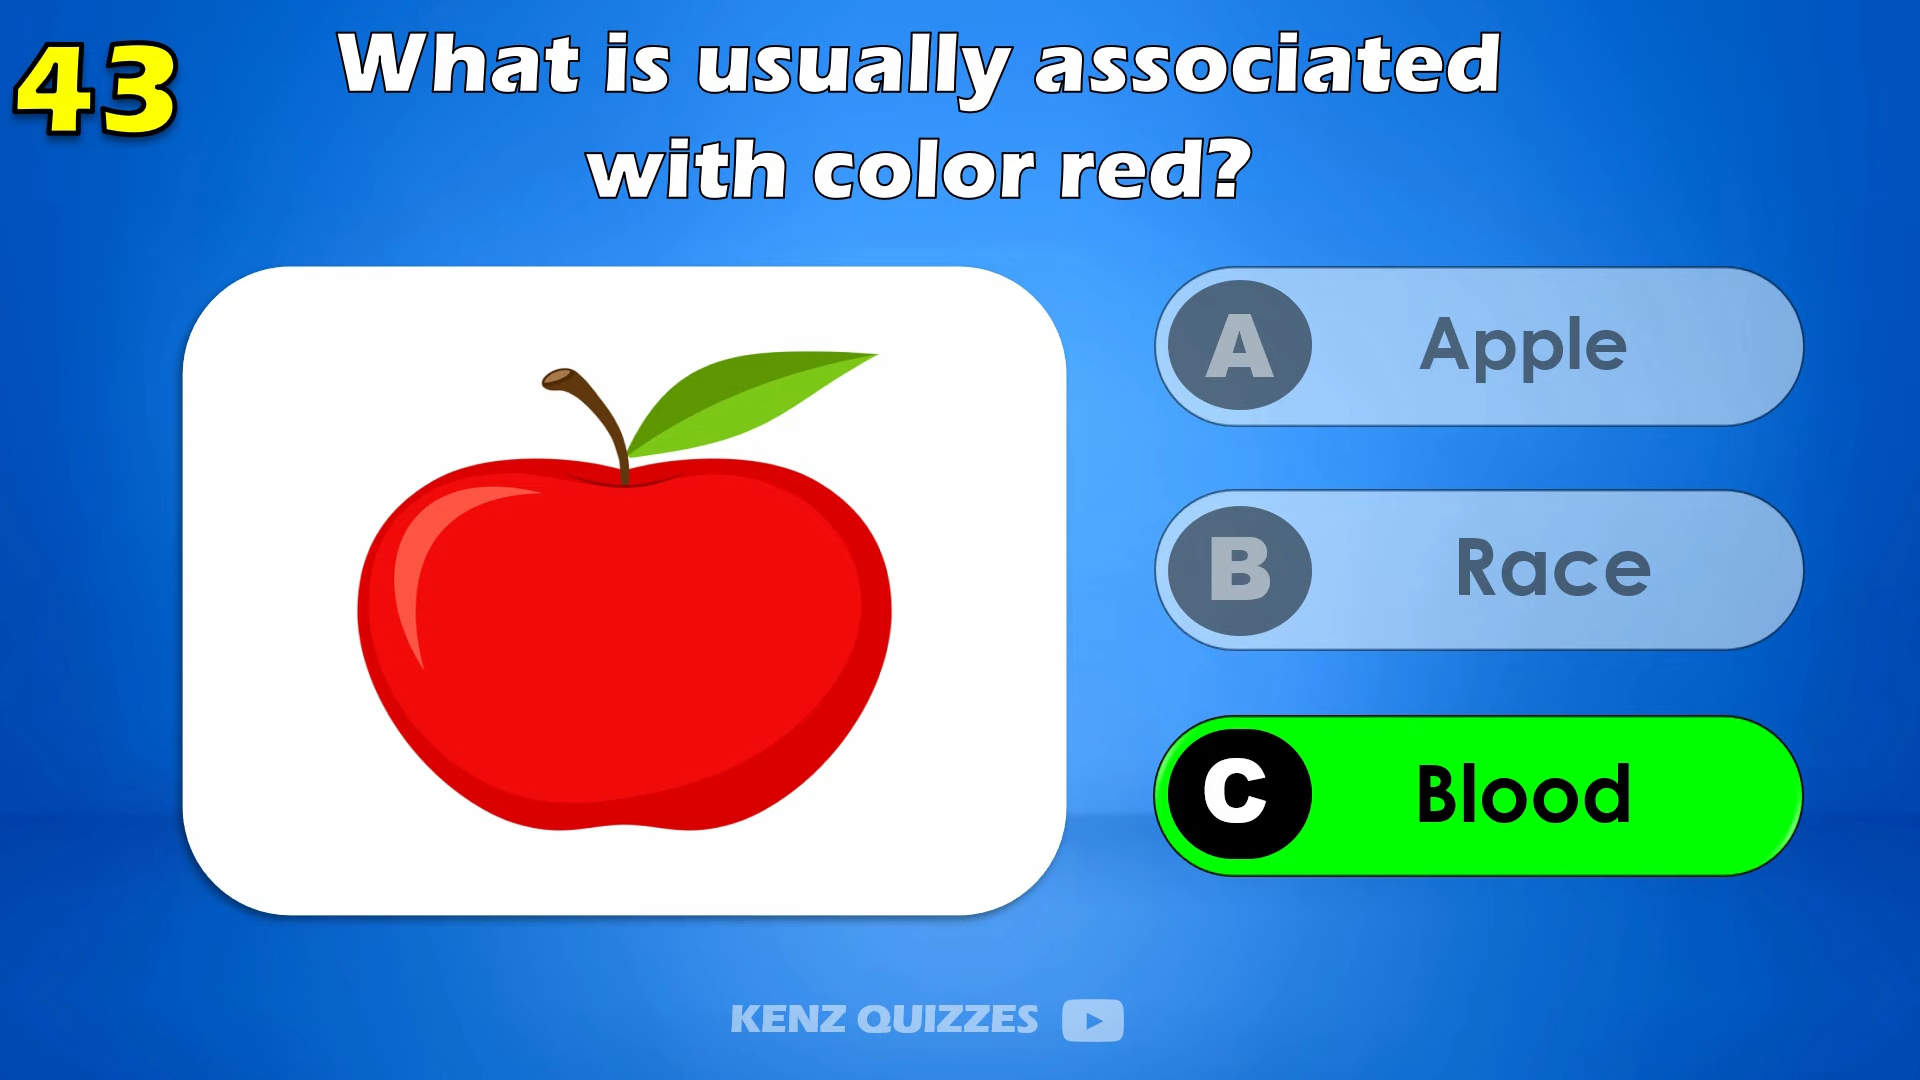 43
What is usually associated
with color red?
A Apple
B Race
C Blood
KENZ QUIZZES